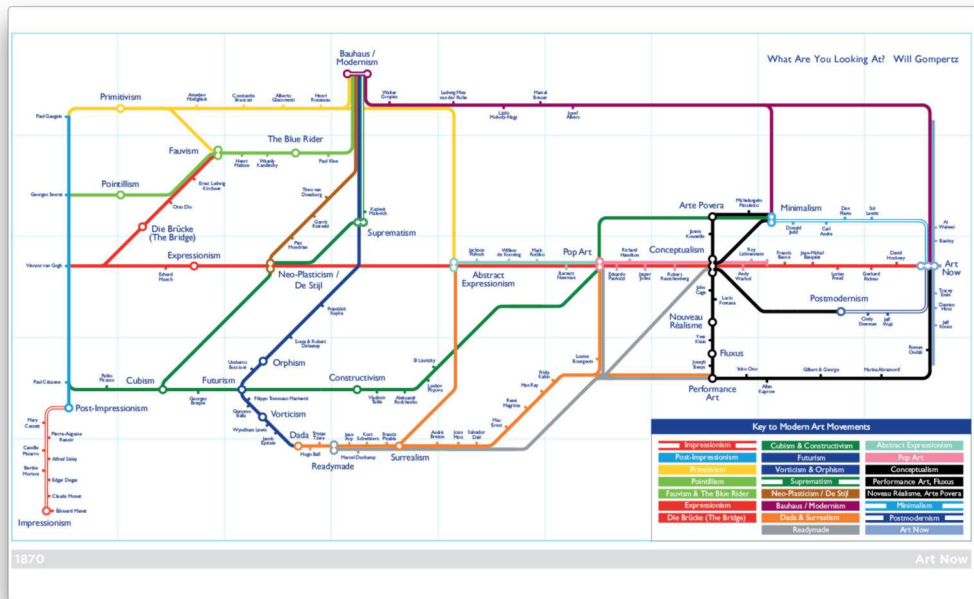 What Are You Looking At? Will Gompertz
Bauhaus /
Modernism
Primitivism
Amadeo
Modigliani
Constantin
Brancusi
Alberto
Giacometti
Henri
Rousseau
Walter
Gropius
Ludwig Mies
van der Rohe
Marcel
Breuer
Laszlo
Moholy-Nagy
Josef
Albers
Paul Gauguin
The Blue Rider
Fauvism
Henri
Matisse
Wassily
Kandinsky
Paul Klee
Ernst Ludwig
Kirchner
Pointillism
Georges Seurat
Otto Dix
Theo van
Doesburg
Gerrit
Rietveld
Piet
Mondrian
Kazimir
Malevich
Suprematism
Die Brücke
(The Bridge)
Expressionism
Vincent van Gogh
Edvard
Munch
Neo-Plasticism /
De Stijl
Jackson
Pollock
Willem
de Kooning
Mark
Rothko
Barnett
Newman
Abstract
Expressionism
Pop Art
Richard
Hamilton
Eduardo
Paolozzi
Jasper
Johns
Robert
Rauschenberg
Arte Povera
Michelangelo
Pistoletto
Minimalism
Dan
Flavin
Sol
Lewitt
Donald
Judd
Carl
Andre
Janis
Kounellis
Conceptualism
Roy
Lichtenstein
Andy
Warhol
Francis
Bacon
Jean-Michel
Basquiat
Gerhard
Richter
David
Hockney
Ai
Weiwei
Banksy
Art
Now
Tracey
Emin
Damien
Hirst
Jeff
Koons
John
Cage
Lucio
Fontana
Postmodernism
Cindy
Sherman
Jeff
Wall
Roman
Ondák
Nouveau
Réalisme
Yves
Klein
Fluxus
Joseph
Beuys
Performance
Art
Yoko Ono
Allan
Kaprow
Gilbert & George
Marina Abramović
František
Kupka
Sonia & Robert
Delaunay
Orphism
Umberto
Boccioni
Paul Cézanne
Pablo
Picasso
Cubism
Georges
Braque
Futurism
Filippo Tommaso Marinetti
Giacomo
Balla
Constructivism
Vladimir
Tatlin
Aleksandr
Rodchenko
El Lissitzky
Liubov
Popova
Vorticism
Wyndham Lewis
Jacob
Epstein
Louise
Bourgeois
Frida
Kahlo
Man Ray
René
Magritte
Max
Ernst
Dada
Tristan
Tzara
Hugo Ball
Jean
Arp
Kurt
Schwitters
Francis
Picabia
Marcel Duchamp
Readymade
Surrealism
André
Breton
Joan
Miró
Salvador
Dalí
Post-Impressionism
Mary
Cassatt
Pierre-Auguste
Renoir
Camille
Pissarro
Alfred Sisley
Berthe
Morisot
Edgar Degas
Claude Monet
Édouard Manet
Impressionism
Key to Modern Art Movements
Impressionism
Cubism & Constructivism
Abstract Expressionism
Post-Impressionism
Futurism
Pop Art
Primitivism
Vorticism & Orphism
Conceptualism
Pointillism
Suprematism
Performance Art, Fluxus
Fauvism & The Blue Rider
Neo-Plasticism / De Stijl
Noveau Réalisme, Arte Povera
Expressionism
Bauhaus / Modernism
Minimalism
Die Brücke (The Bridge)
Dada & Surrealism
Postmodernism
Readymade
Art Now
1870
Art Now